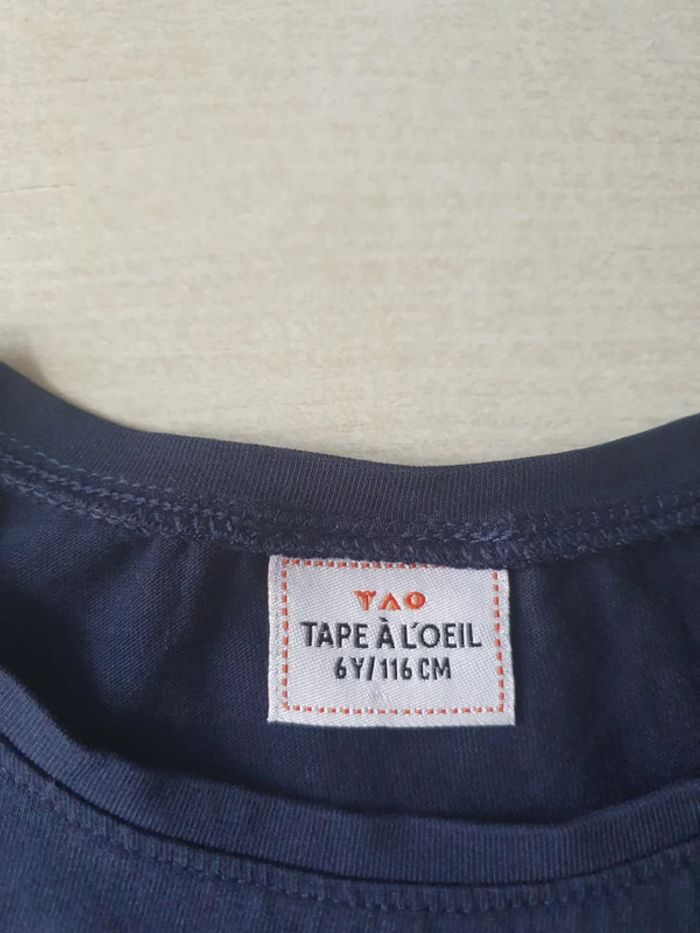 TAO
TAPE À L'OEIL
6Y/116 CM